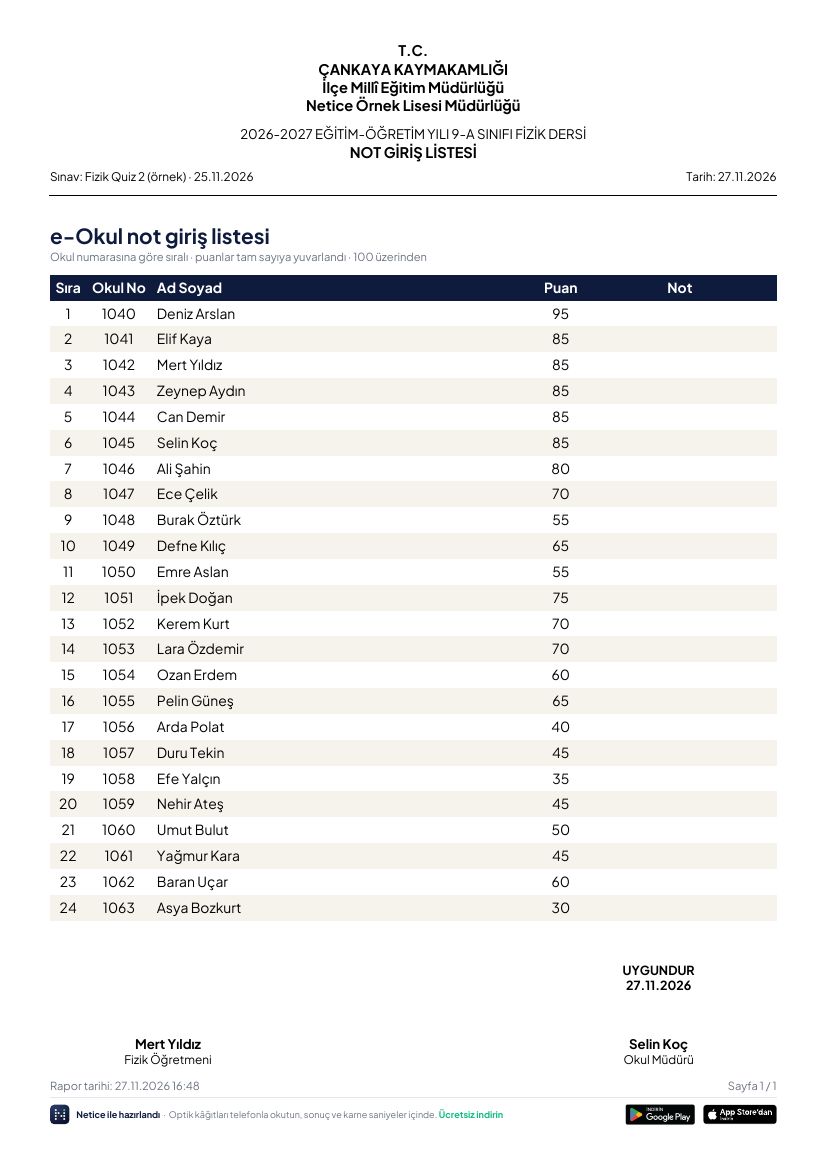 T.C.
ÇANKAYA KAYMAKAMLIĞI
İlçe Millî Eğitim Müdürlüğü
Netice Örnek Lisesi Müdürlüğü
2026-2027 EĞİTİM-ÖĞRETİM YILI 9-A SINIFI FİZİK DERSİ
NOT GİRİŞ LİSTESİ
Sınav: Fizik Quiz 2 (örnek) · 25.11.2026 Tarih: 27.11.2026
e-Okul not giriş listesi
Okul numarasına göre sıralı · puanlar tam sayıya yuvarlandı · 100 üzerinden
Sıra Okul No Ad Soyad Puan Not
1 1040 Deniz Arslan 95
2 1041 Elif Kaya 85
3 1042 Mert Yıldız 85
4 1043 Zeynep Aydın 85
5 1044 Can Demir 85
6 1045 Selin Koç 85
7 1046 Ali Şahin 80
8 1047 Ece Çelik 70
9 1048 Burak Öztürk 55
10 1049 Defne Kılıç 65
11 1050 Emre Aslan 55
12 1051 İpek Doğan 75
13 1052 Kerem Kurt 70
14 1053 Lara Özdemir 70
15 1054 Ozan Erdem 60
16 1055 Pelin Güneş 65
17 1056 Arda Polat 40
18 1057 Duru Tekin 45
19 1058 Efe Yalçın 35
20 1059 Nehir Ateş 45
21 1060 Umut Bulut 50
22 1061 Yağmur Kara 45
23 1062 Baran Uçar 60
24 1063 Asya Bozkurt 30
UYGUNDUR
27.11.2026
Mert Yıldız Selin Koç
Fizik Öğretmeni Okul Müdürü
Rapor tarihi: 27.11.2026 16:48 Sayfa 1 / 1
Netice ile hazırlandı · Optik kâğıtları telefonla okutun, sonuç ve karne saniyeler içinde. Ücretsiz indirin
İNDİRİN
Google Play
App Store'dan
İndirin